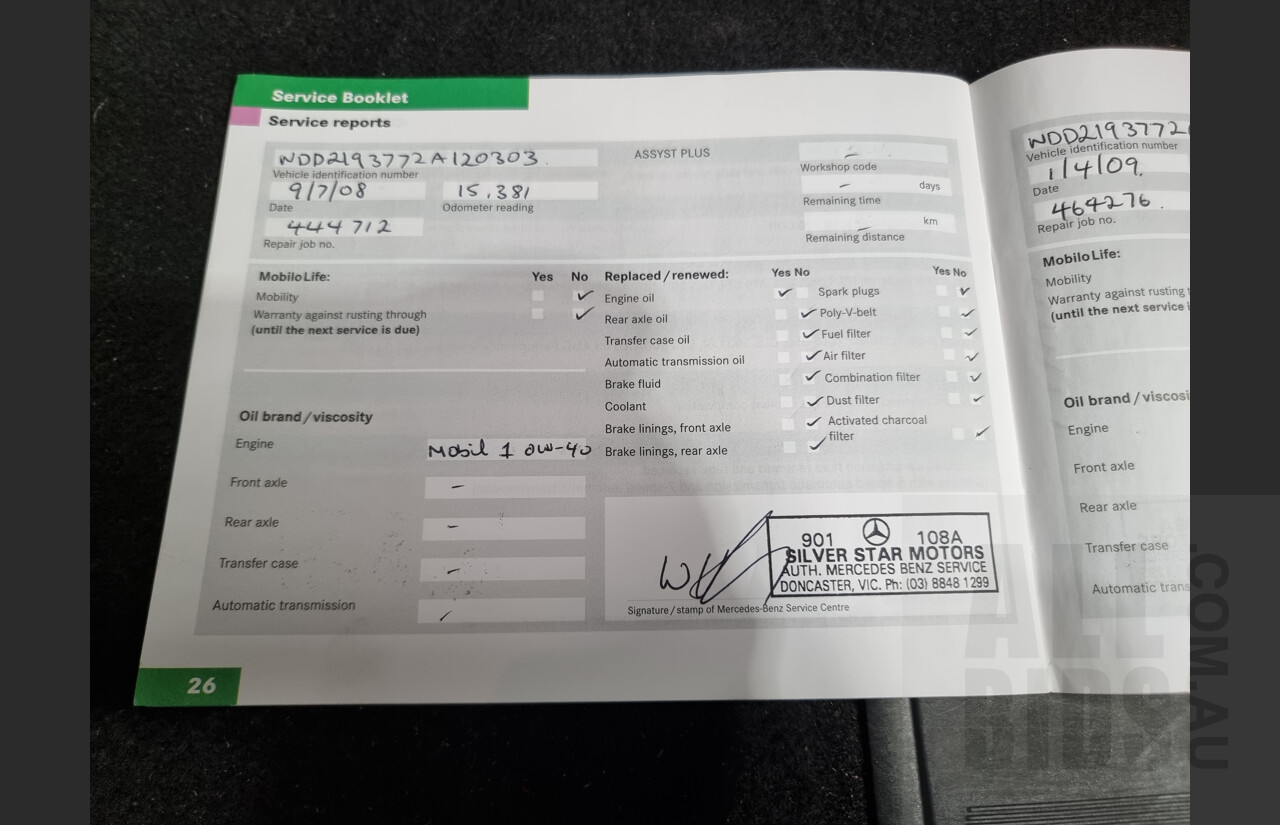 Service Booklet
Service reports
WDD2193772A120303
Vehicle identification number
9/7/08
15,381
Date
Odometer reading
444712
Repair job no.
ASSYST PLUS
-
Workshop code
- days
Remaining time
- km
Remaining distance
MobiloLife: Yes No
Mobility ✓
Warranty against rusting through ✓
(until the next service is due)
Replaced/renewed: Yes No
Engine oil ✓
Rear axle oil ✓
Transfer case oil ✓
Automatic transmission oil ✓
Brake fluid ✓
Coolant ✓
Brake linings, front axle ✓
Brake linings, rear axle ✓
Yes No
Spark plugs ✓
Poly-V-belt ✓
Fuel filter ✓
Air filter ✓
Combination filter ✓
Dust filter ✓
Activated charcoal
filter ✓
Oil brand/viscosity
Engine Mobil 1 0W-40
Front axle -
Rear axle -
Transfer case -
Automatic transmission -
901 108A
SILVER STAR MOTORS
AUTH. MERCEDES BENZ SERVICE
DONCASTER, VIC. Ph: (03) 8848 1299
Signature/stamp of Mercedes-Benz Service Centre
26
WDD2193772
Vehicle identification number
1/4/09.
Date
464276.
Repair job no.
MobiloLife:
Mobility
Warranty against rusting
(until the next service
Oil brand/viscosi
Engine
Front axle
Rear axle
Transfer case
Automatic trans
ALL
BIDS
.COM.AU